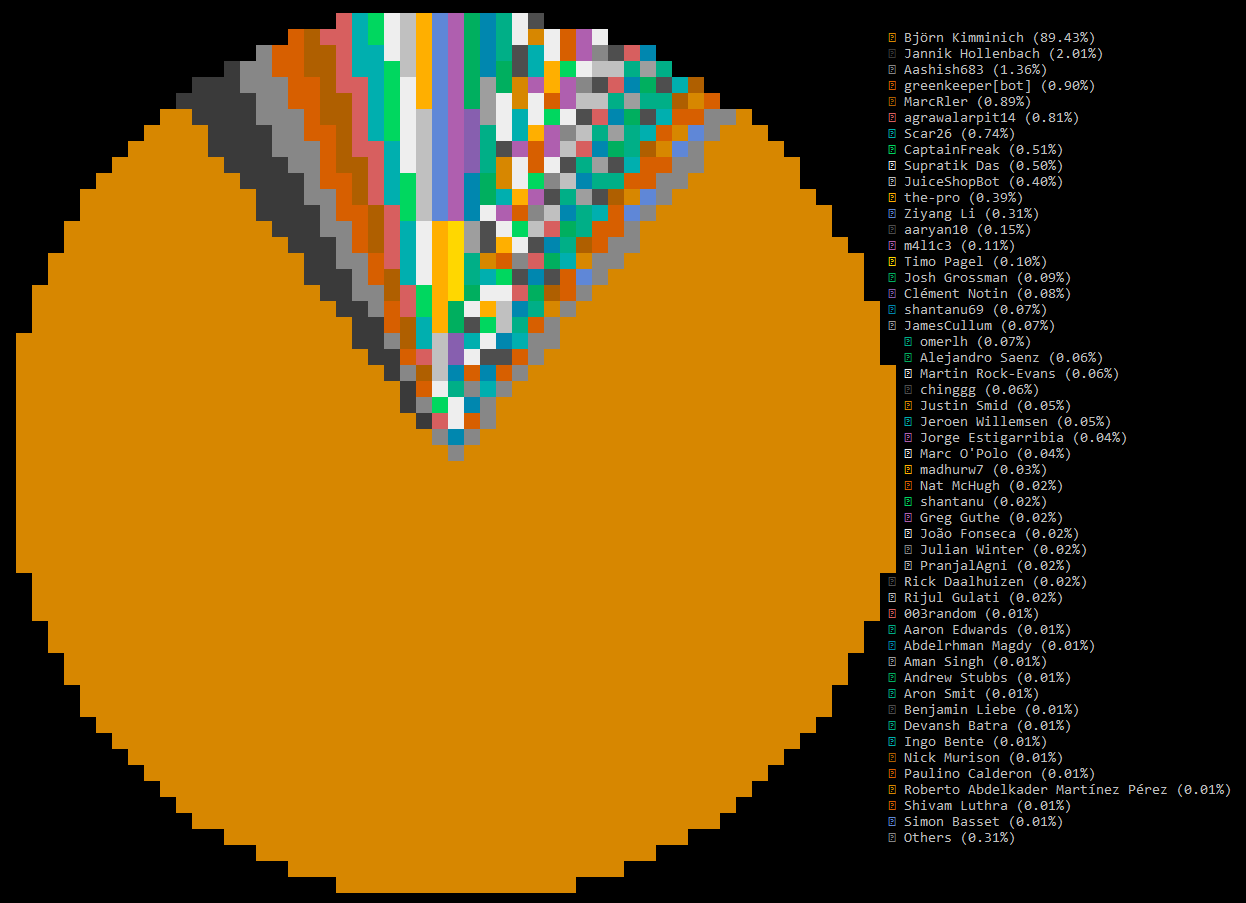 Björn Kimminich (89.43%)
Jannik Hollenbach (2.01%)
Aashish683 (1.36%)
greenkeeper[bot] (0.90%)
MarcRler (0.89%)
agrawalarpit14 (0.81%)
Scar26 (0.74%)
CaptainFreak (0.51%)
Supratik Das (0.50%)
JuiceShopBot (0.40%)
the-pro (0.39%)
Ziyang Li (0.31%)
aaryan10 (0.15%)
m4l1c3 (0.11%)
Timo Pagel (0.10%)
Josh Grossman (0.09%)
Clément Notin (0.08%)
shantanu69 (0.07%)
JamesCullum (0.07%)
omerlh (0.07%)
Alejandro Saenz (0.06%)
Martin Rock-Evans (0.06%)
chinggg (0.06%)
Justin Smid (0.05%)
Jeroen Willemsen (0.05%)
Jorge Estigarribia (0.04%)
Marc O'Polo (0.04%)
madhurw7 (0.03%)
Nat McHugh (0.02%)
shantanu (0.02%)
Greg Guthe (0.02%)
João Fonseca (0.02%)
Julian Winter (0.02%)
PranjalAgni (0.02%)
Rick Daalhuizen (0.02%)
Rijul Gulati (0.02%)
003random (0.01%)
Aaron Edwards (0.01%)
Abdelrhman Magdy (0.01%)
Aman Singh (0.01%)
Andrew Stubbs (0.01%)
Aron Smit (0.01%)
Benjamin Liebe (0.01%)
Devansh Batra (0.01%)
Ingo Bente (0.01%)
Nick Murison (0.01%)
Paulino Calderon (0.01%)
Roberto Abdelkader Martínez Pérez (0.01%)
Shivam Luthra (0.01%)
Simon Basset (0.01%)
Others (0.31%)